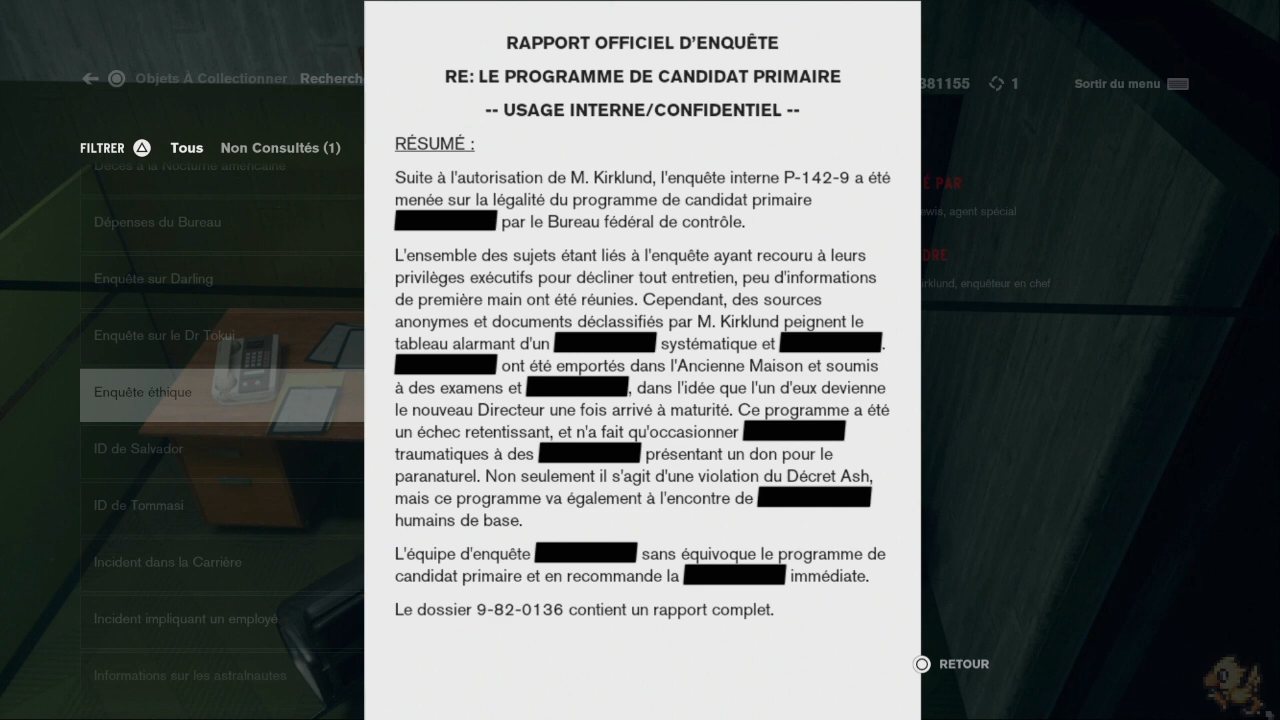 RAPPORT OFFICIEL D'ENQUÊTE
RE: LE PROGRAMME DE CANDIDAT PRIMAIRE
-- USAGE INTERNE/CONFIDENTIEL --
Objets À Collectionner Recherch
381155 1 Sortir du menu
FILTRER Tous Non Consultés (1)
Décès à la Nocturne américaine
Dépenses du Bureau
Enquête sur Darling
Enquête sur le Dr Tokui
Enquête éthique
ID de Salvador
ID de Tommasi
Incident dans la Carrière
Incident impliquant un employé
Informations sur les astralnautes
RÉSUMÉ :
Suite à l'autorisation de M. Kirklund, l'enquête interne P-142-9 a été
menée sur la légalité du programme de candidat primaire
par le Bureau fédéral de contrôle.
L'ensemble des sujets étant liés à l'enquête ayant recouru à leurs
privilèges exécutifs pour décliner tout entretien, peu d'informations
de première main ont été réunies. Cependant, des sources
anonymes et documents déclassifiés par M. Kirklund peignent le
tableau alarmant d'un systématique et .
ont été emportés dans l'Ancienne Maison et soumis
à des examens et , dans l'idée que l'un d'eux devienne
le nouveau Directeur une fois arrivé à maturité. Ce programme a été
un échec retentissant, et n'a fait qu'occasionner
traumatiques à des présentant un don pour le
paranaturel. Non seulement il s'agit d'une violation du Décret Ash,
mais ce programme va également à l'encontre de
humains de base.
L'équipe d'enquête sans équivoque le programme de
candidat primaire et en recommande la immédiate.
Le dossier 9-82-0136 contient un rapport complet.
É PAR
ewis, agent spécial
DRE
irklund, enquêteur en chef
RETOUR